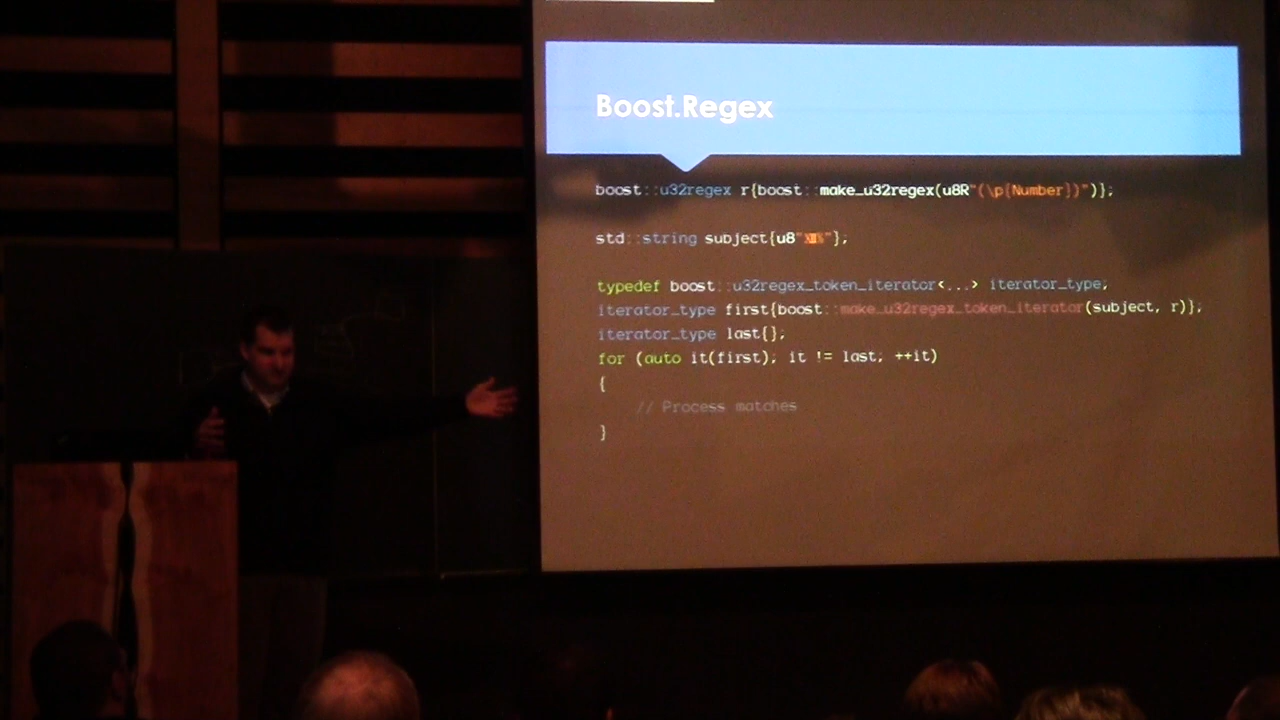 Boost.Regex
boost::u32regex r{boost::make_u32regex(u8R"(\p{Number})")};
std::string subject{u8"Ⅻ%"};
typedef boost::u32regex_token_iterator<...> iterator_type;
iterator_type first{boost::make_u32regex_token_iterator(subject, r)};
iterator_type last{};
for (auto it(first); it != last; ++it)
{
// Process matches
}